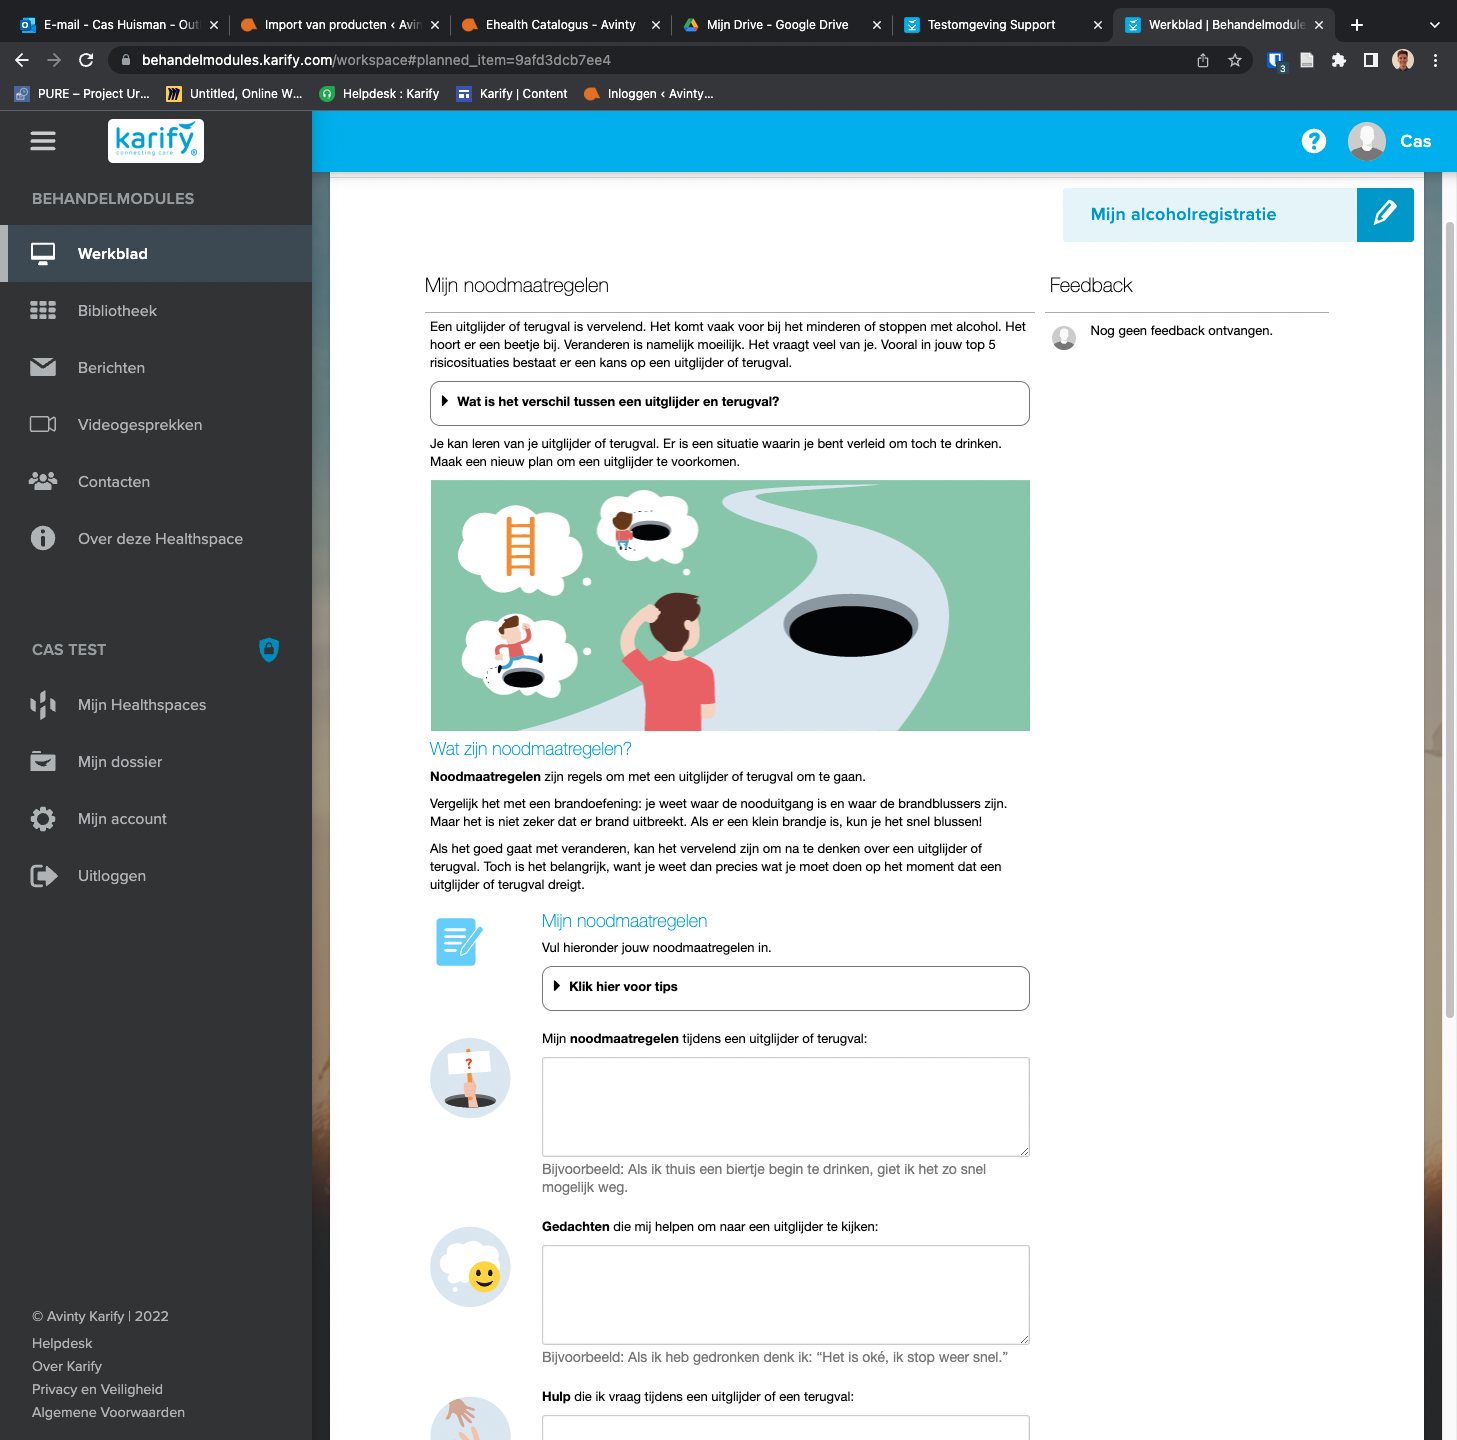 E-mail - Cas Huisman - Out
Import van producten ‹ Avin
Ehealth Catalogus - Avinty
Mijn Drive - Google Drive
Testomgeving Support
Werkblad | Behandelmodule
behandelmodules.karify.com/workspace#planned_item=9afd3dcb7ee4
3
PURE – Project Ur...
Untitled, Online W...
Helpdesk : Karify
Karify | Content
Inloggen ‹ Avinty...
karify
connecting care
?
Cas
BEHANDELMODULES
Werkblad
Bibliotheek
Berichten
Videogesprekken
Contacten
Over deze Healthspace
CAS TEST
Mijn Healthspaces
Mijn dossier
Mijn account
Uitloggen
© Avinty Karify | 2022
Helpdesk
Over Karify
Privacy en Veiligheid
Algemene Voorwaarden
Mijn alcoholregistratie
Mijn noodmaatregelen
Een uitglijder of terugval is vervelend. Het komt vaak voor bij het minderen of stoppen met alcohol. Het
hoort er een beetje bij. Veranderen is namelijk moeilijk. Het vraagt veel van je. Vooral in jouw top 5
risicosituaties bestaat er een kans op een uitglijder of terugval.
Wat is het verschil tussen een uitglijder en terugval?
Je kan leren van je uitglijder of terugval. Er is een situatie waarin je bent verleid om toch te drinken.
Maak een nieuw plan om een uitglijder te voorkomen.
Wat zijn noodmaatregelen?
Noodmaatregelen zijn regels om met een uitglijder of terugval om te gaan.
Vergelijk het met een brandoefening: je weet waar de nooduitgang is en waar de brandblussers zijn.
Maar het is niet zeker dat er brand uitbreekt. Als er een klein brandje is, kun je het snel blussen!
Als het goed gaat met veranderen, kan het vervelend zijn om na te denken over een uitglijder of
terugval. Toch is het belangrijk, want je weet dan precies wat je moet doen op het moment dat een
uitglijder of terugval dreigt.
Mijn noodmaatregelen
Vul hieronder jouw noodmaatregelen in.
Klik hier voor tips
?
Mijn noodmaatregelen tijdens een uitglijder of terugval:
Bijvoorbeeld: Als ik thuis een biertje begin te drinken, giet ik het zo snel
mogelijk weg.
Gedachten die mij helpen om naar een uitglijder te kijken:
Bijvoorbeeld: Als ik heb gedronken denk ik: “Het is oké, ik stop weer snel.”
Hulp die ik vraag tijdens een uitglijder of een terugval:
Feedback
Nog geen feedback ontvangen.